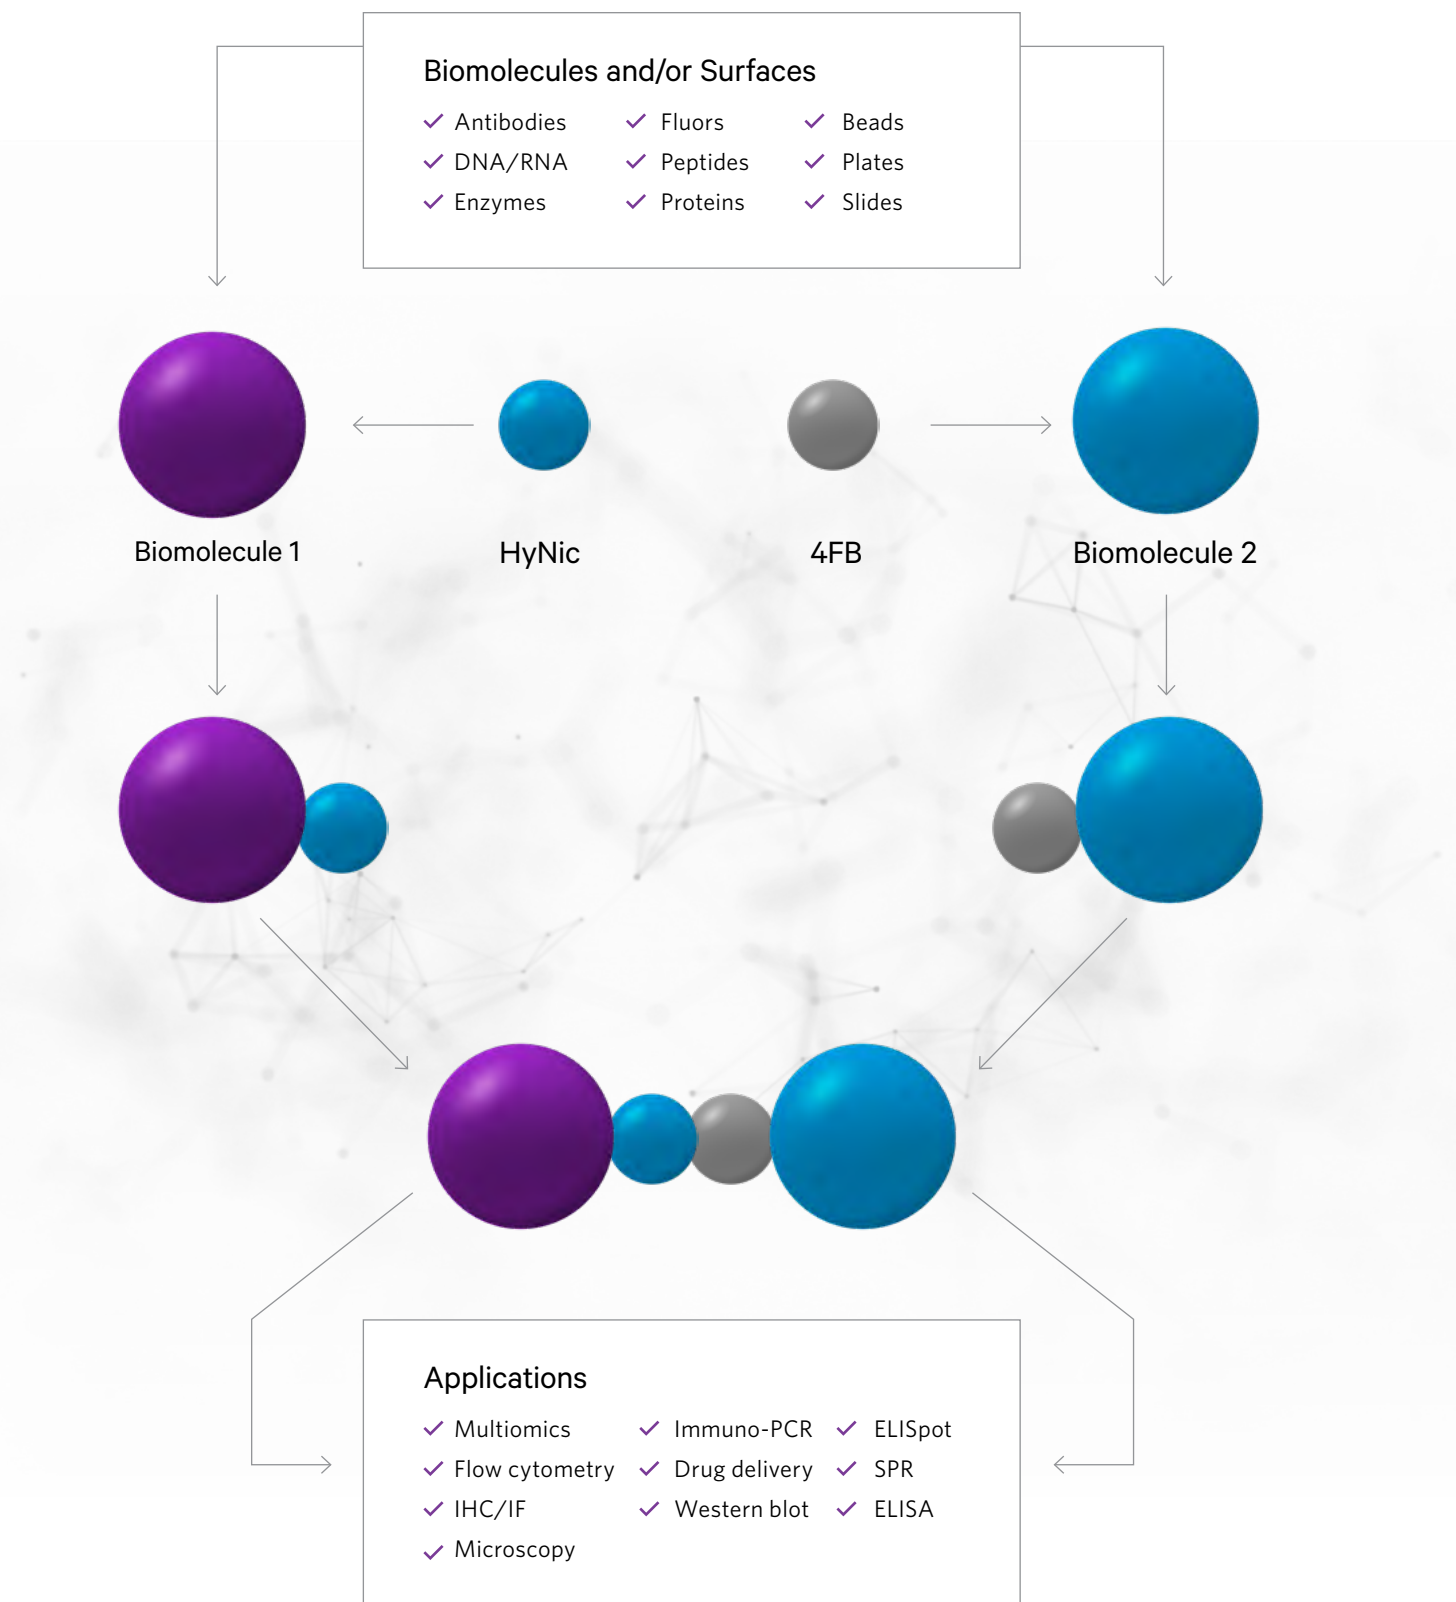 Biomolecules and/or Surfaces
Antibodies Fluors Beads
DNA/RNA Peptides Plates
Enzymes Proteins Slides
Biomolecule 1 HyNic 4FB Biomolecule 2
Applications
Multiomics Immuno-PCR ELISpot
Flow cytometry Drug delivery SPR
IHC/IF Western blot ELISA
Microscopy